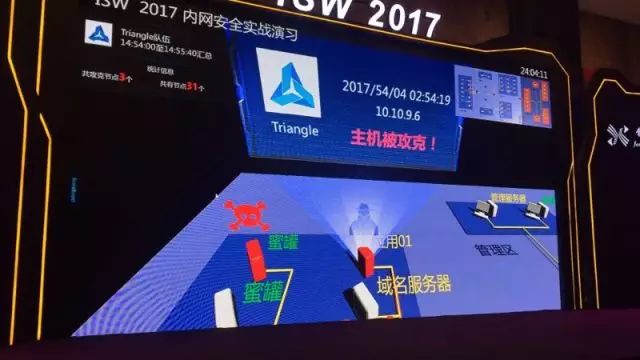 ISW 2017
ISW 2017 内网安全实战演习
Triangle队伍
14:54:00至14:55:40汇总
统计信息
共攻克节点3个
共有节点31个
24:04:11
2017/54/04 02:54:19
10.10.9.6
Triangle
主机被攻克！
管理服务器
管理区
蜜罐
蜜罐
应用01
域名服务器